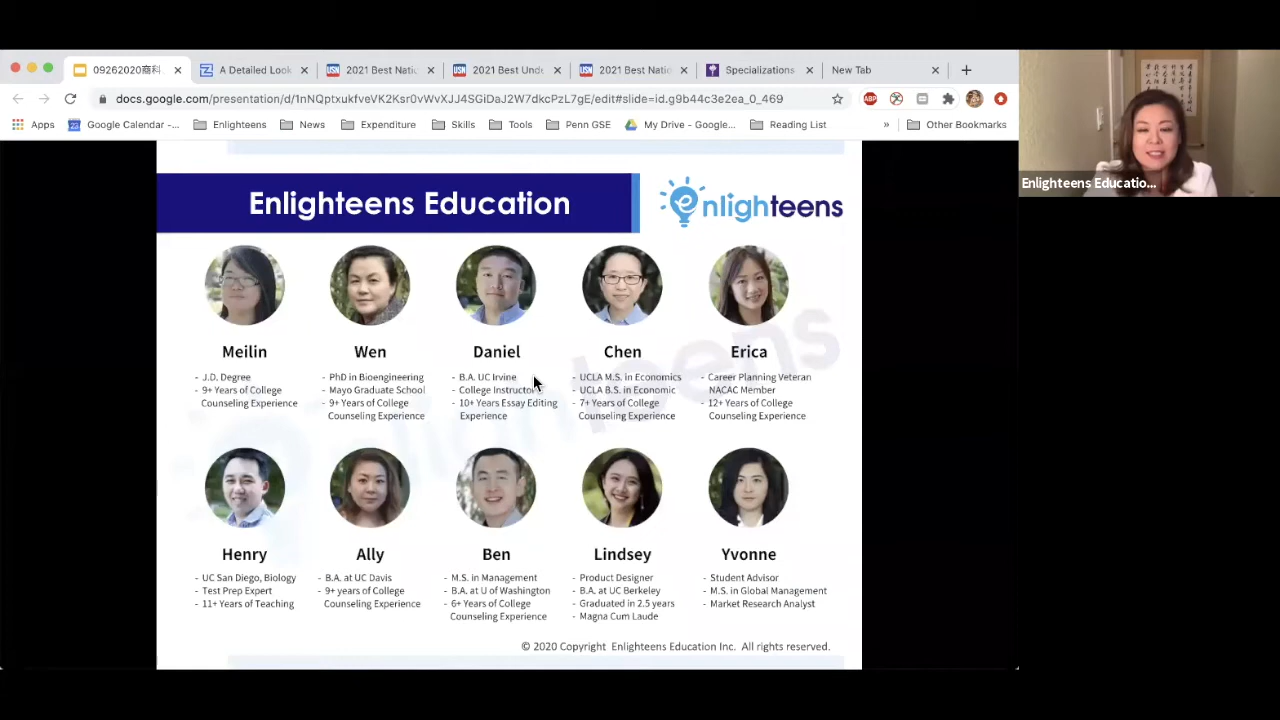 09262020商科
A Detailed Look
2021 Best Natio
2021 Best Unde
2021 Best Natio
Specializations
New Tab
docs.google.com/presentation/d/1nNQptxukfveVK2Ksr0vWvXJJ4SGiDaJ2W7dkcPzL7gE/edit#slide=id.g9b44c3e2ea_0_469
ABP
Apps
Google Calendar -...
Enlighteens
News
Expenditure
Skills
Tools
Penn GSE
My Drive - Google...
Reading List
»
Other Bookmarks
Enlighteens Educatio...
Enlighteens Education
enlighteens
Meilin
- J.D. Degree
- 9+ Years of College
Counseling Experience
Wen
- PhD in Bioengineering
- Mayo Graduate School
- 9+ Years of College
Counseling Experience
Daniel
- B.A. UC Irvine
- College Instructor
- 10+ Years Essay Editing
Experience
Chen
- UCLA M.S. in Economics
- UCLA B.S. in Economic
- 7+ Years of College
Counseling Experience
Erica
- Career Planning Veteran
NACAC Member
- 12+ Years of College
Counseling Experience
Henry
- UC San Diego, Biology
- Test Prep Expert
- 11+ Years of Teaching
Ally
- B.A. at UC Davis
- 9+ years of College
Counseling Experience
Ben
- M.S. in Management
- B.A. at U of Washington
- 6+ Years of College
Counseling Experience
Lindsey
- Product Designer
- B.A. at UC Berkeley
- Graduated in 2.5 years
- Magna Cum Laude
Yvonne
- Student Advisor
- M.S. in Global Management
- Market Research Analyst
© 2020 Copyright Enlighteens Education Inc. All rights reserved.